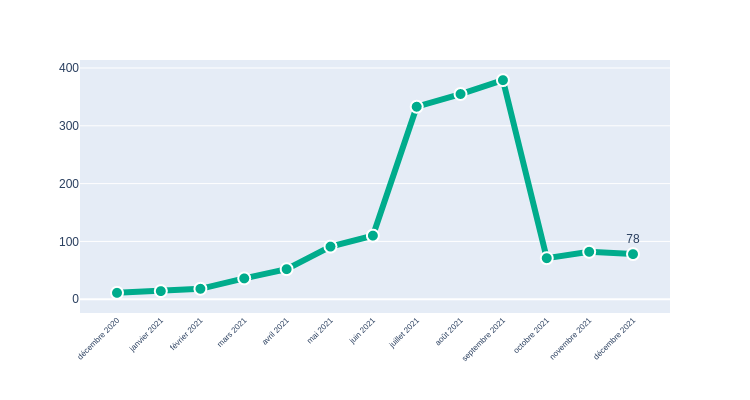 400
300
200
100
0
78
décembre 2020
janvier 2021
février 2021
mars 2021
avril 2021
mai 2021
juin 2021
juillet 2021
août 2021
septembre 2021
octobre 2021
novembre 2021
décembre 2021